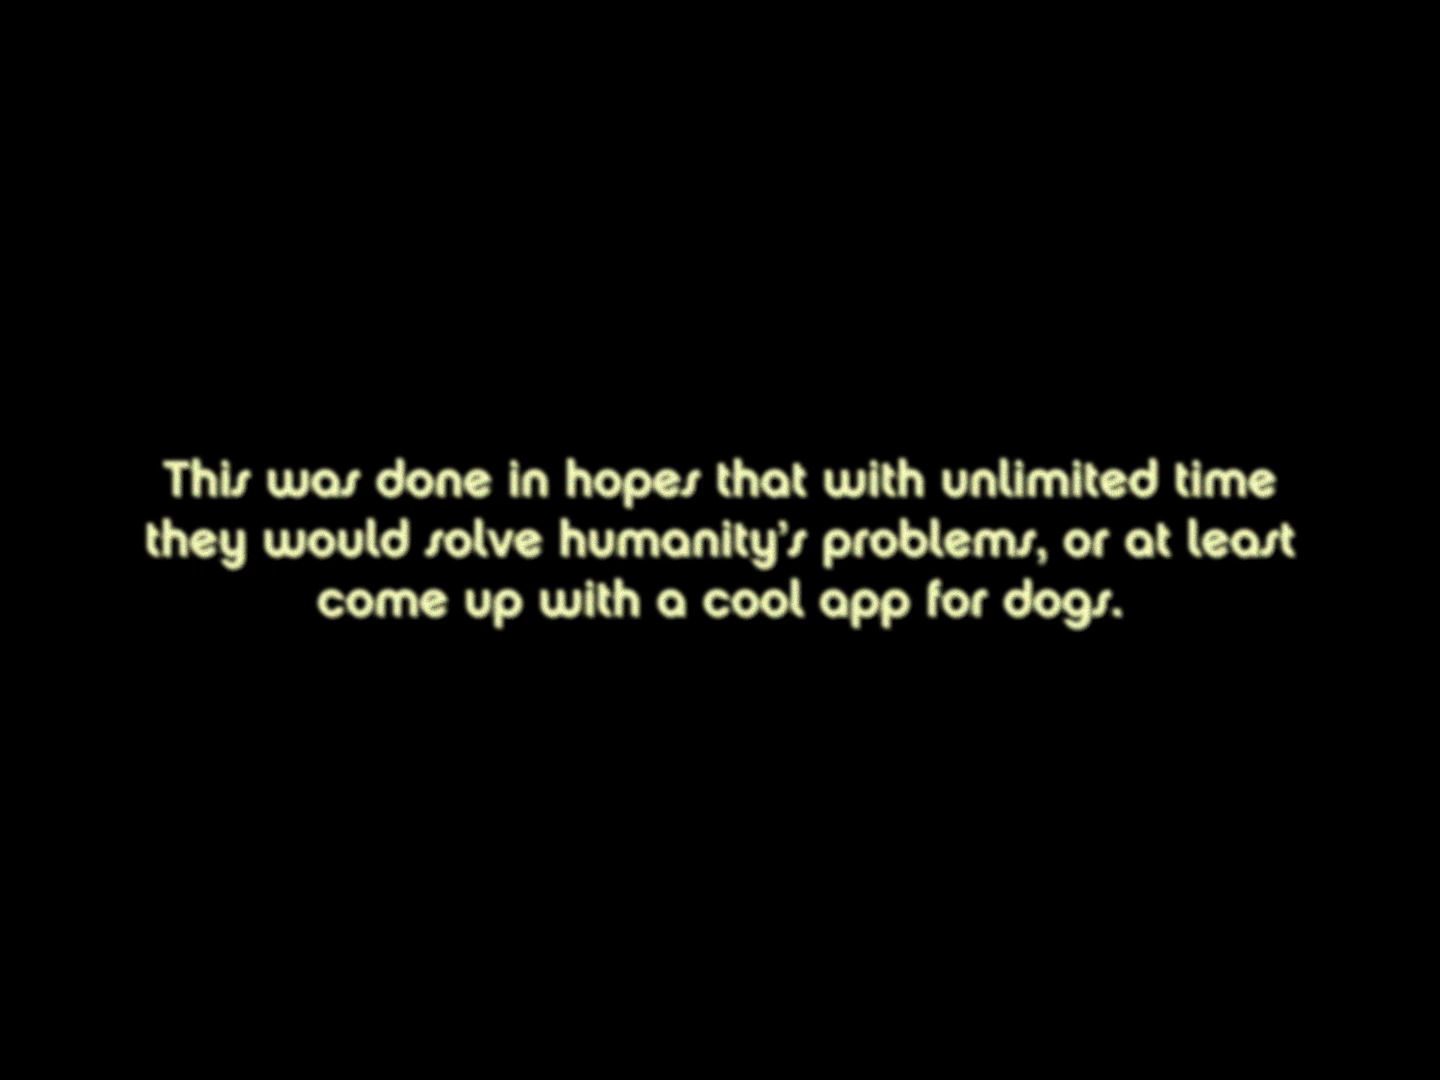 This was done in hopes that with unlimited time
they would solve humanity's problems, or at least
come up with a cool app for dogs.